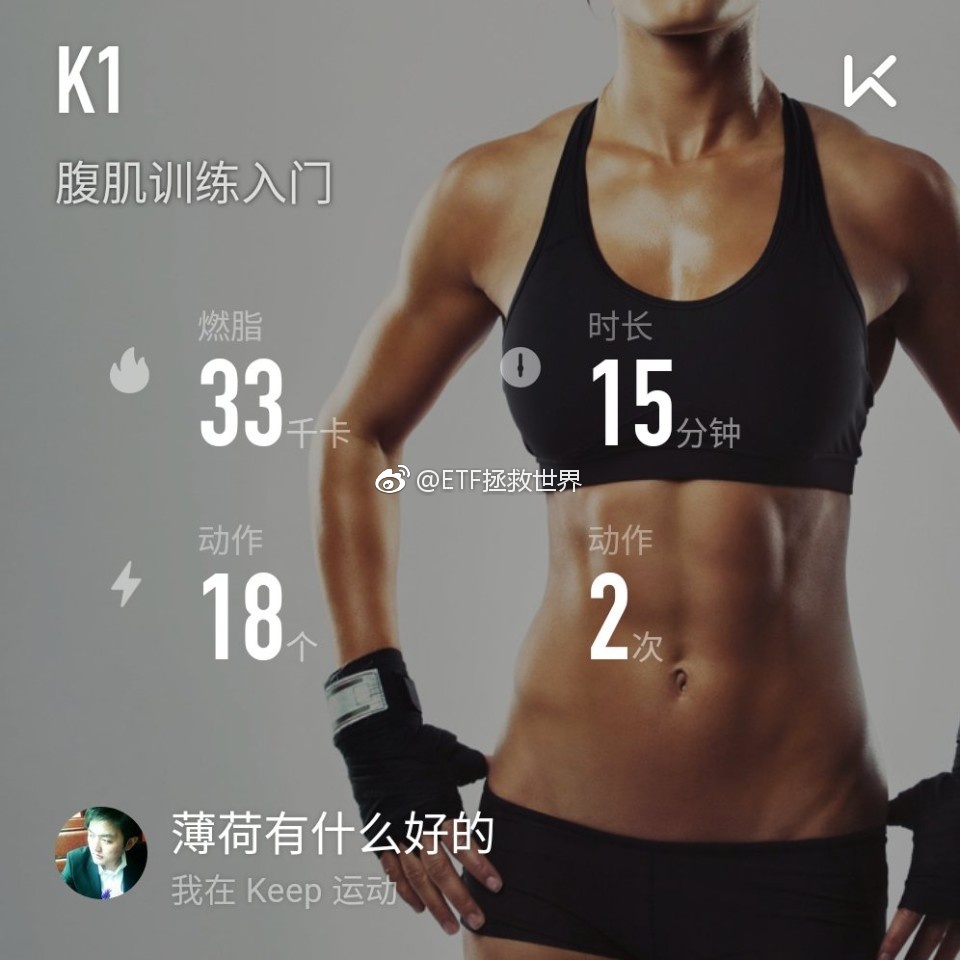 K1
腹肌训练入门
燃脂
33千卡
时长
15分钟
@ETF拯救世界
动作
18个
动作
2次
薄荷有什么好的
我在 Keep 运动